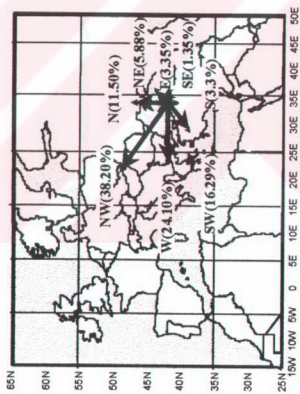 65N
60N
55N
50N
45N
40N
35N
30N
25N
N(11.50%)
NE(5.88%)
NW(38.20%)
E(3.35%)
SE(1.35%)
W(24.10%)
S(3.3%)
SW(16.29%)
15W 10W 5W 0 5E 10E 15E 20E 25E 30E 35E 40E 45E 50E